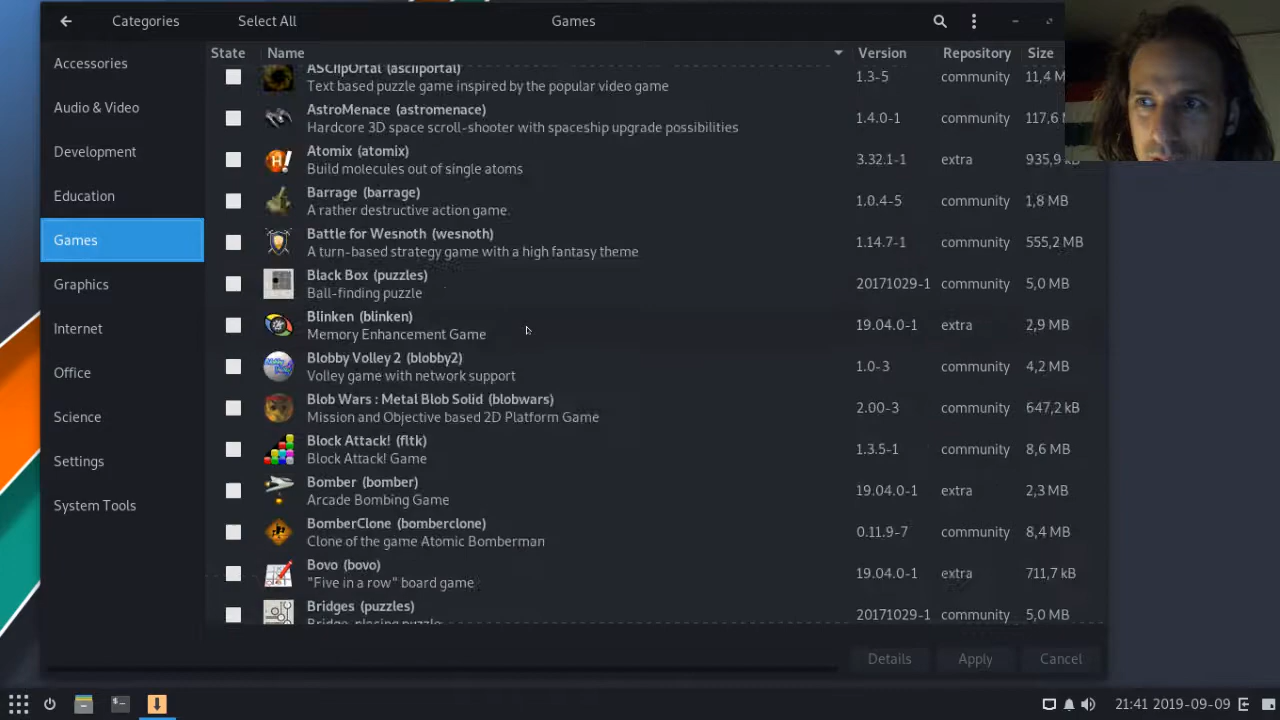 Categories Select All Games
State Name Version Repository Size
Accessories
Audio & Video
Development
Education
Games
Graphics
Internet
Office
Science
Settings
System Tools
ASCIIpOrtal (asciiportal)
Text based puzzle game inspired by the popular video game
1.3-5 community 11,4 M
AstroMenace (astromenace)
Hardcore 3D space scroll-shooter with spaceship upgrade possibilities
1.4.0-1 community 117,6
Atomix (atomix)
Build molecules out of single atoms
3.32.1-1 extra 935,9 kB
Barrage (barrage)
A rather destructive action game.
1.0.4-5 community 1,8 MB
Battle for Wesnoth (wesnoth)
A turn-based strategy game with a high fantasy theme
1.14.7-1 community 555,2 MB
Black Box (puzzles)
Ball-finding puzzle
20171029-1 community 5,0 MB
Blinken (blinken)
Memory Enhancement Game
19.04.0-1 extra 2,9 MB
Blobby Volley 2 (blobby2)
Volley game with network support
1.0-3 community 4,2 MB
Blob Wars : Metal Blob Solid (blobwars)
Mission and Objective based 2D Platform Game
2.00-3 community 647,2 kB
Block Attack! (fltk)
Block Attack! Game
1.3.5-1 community 8,6 MB
Bomber (bomber)
Arcade Bombing Game
19.04.0-1 extra 2,3 MB
BomberClone (bomberclone)
Clone of the game Atomic Bomberman
0.11.9-7 community 8,4 MB
Bovo (bovo)
"Five in a row" board game
19.04.0-1 extra 711,7 kB
Bridges (puzzles)
Bridge-placing puzzle
20171029-1 community 5,0 MB
Details Apply Cancel
21:41 2019-09-09